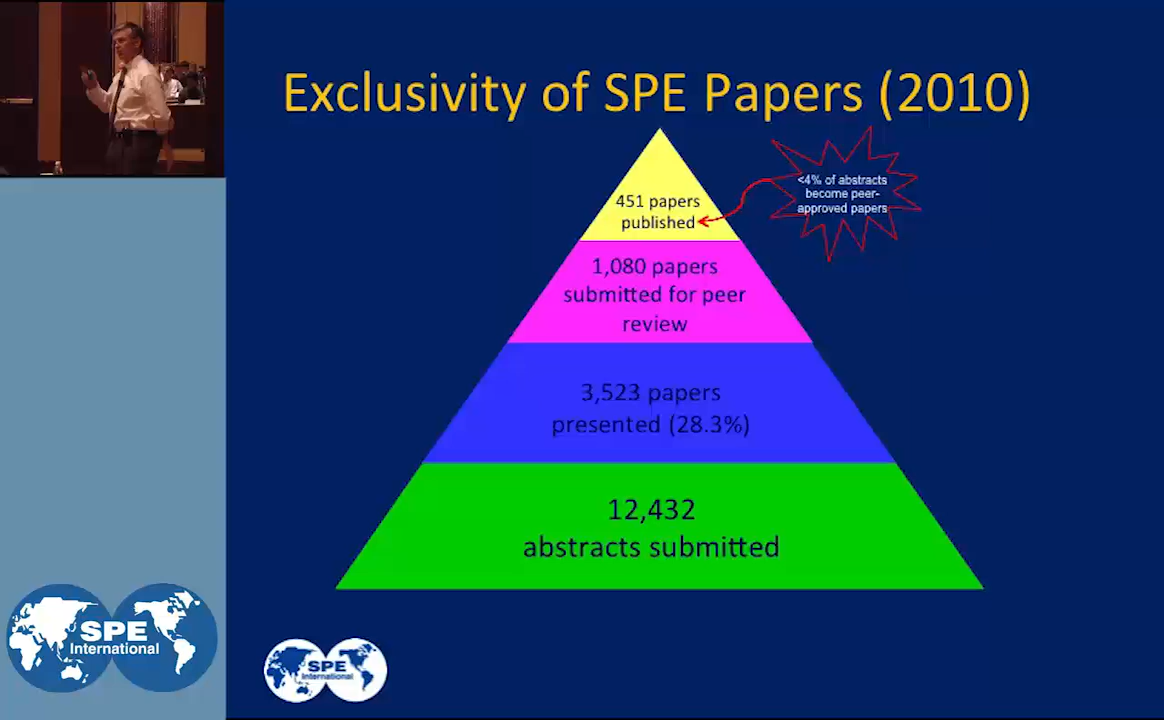 Exclusivity of SPE Papers (2010)
451 papers
published
<4% of abstracts
become peer-
approved papers
1,080 papers
submitted for peer
review
3,523 papers
presented (28.3%)
12,432
abstracts submitted
SPE
International
SPE
International